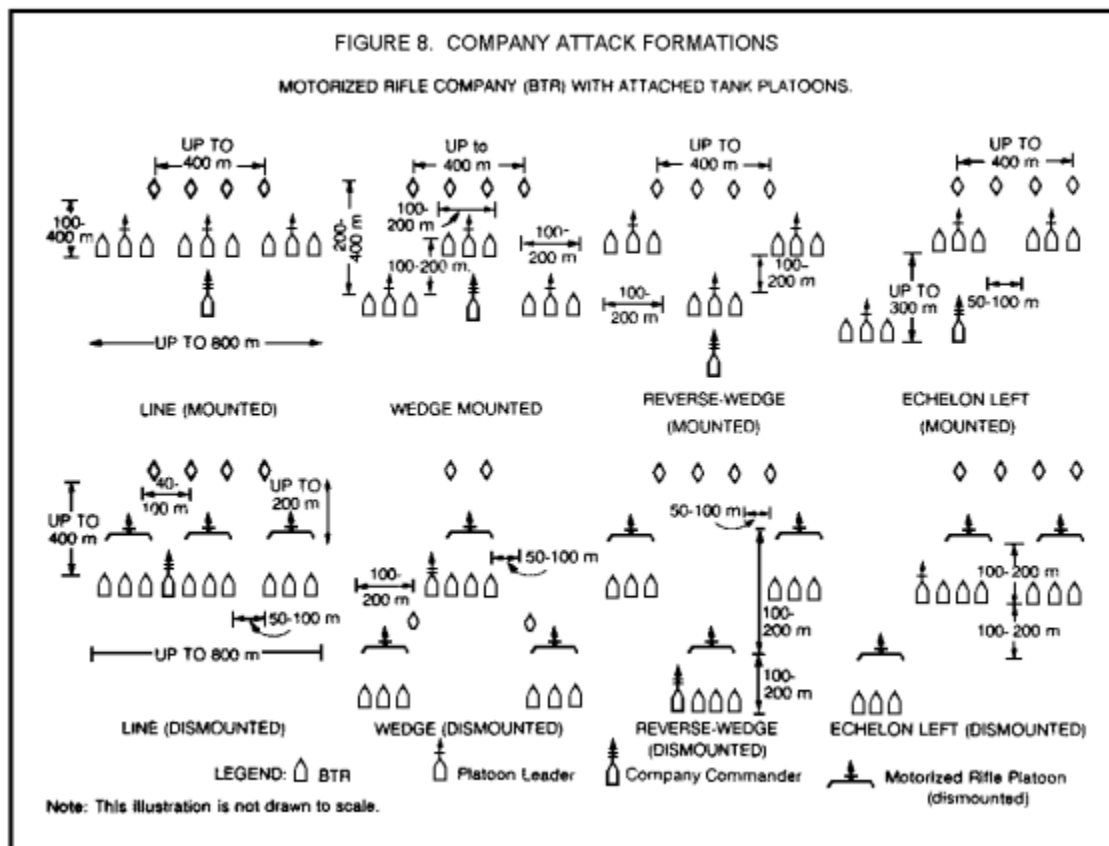 FIGURE 8. COMPANY ATTACK FORMATIONS
MOTORIZED RIFLE COMPANY (BTR) WITH ATTACHED TANK PLATOONS.
UP TO
400 m
100-
400 m
UP TO 800 m
LINE (MOUNTED)
UP to
400 m
200-
400 m
100-
200 m
100-200 m.
100-
200 m
WEDGE MOUNTED
UP TO
400 m
100-
200 m
100-
200 m
REVERSE-WEDGE
(MOUNTED)
UP TO
400 m
UP TO
300 m
50-100 m
ECHELON LEFT
(MOUNTED)
40-
100 m
UP TO
200 m
UP TO
400 m
50-100 m
UP TO 800 m
LINE (DISMOUNTED)
50-100 m
100-
200 m
WEDGE (DISMOUNTED)
50-100 m
100-
200 m
100-
200 m
REVERSE-WEDGE
(DISMOUNTED)
100-200 m
100- 200 m
ECHELON LEFT (DISMOUNTED)
LEGEND: BTR
Platoon Leader
Company Commander
Motorized Rifle Platoon
(dismounted)
Note: This illustration is not drawn to scale.